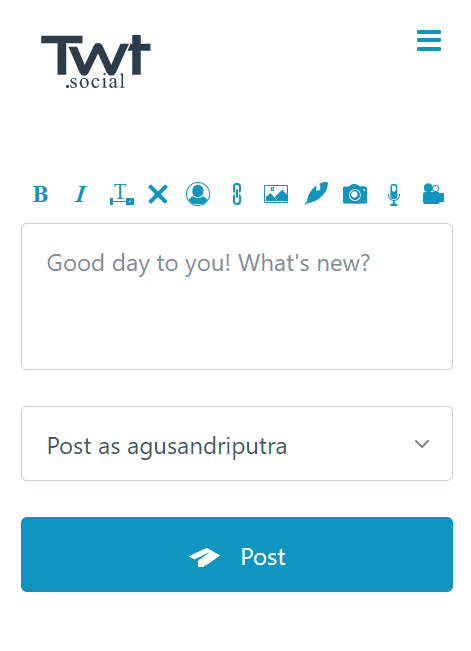 Twt
.social
B I T
Good day to you! What's new?
Post as agusandriputra
Post